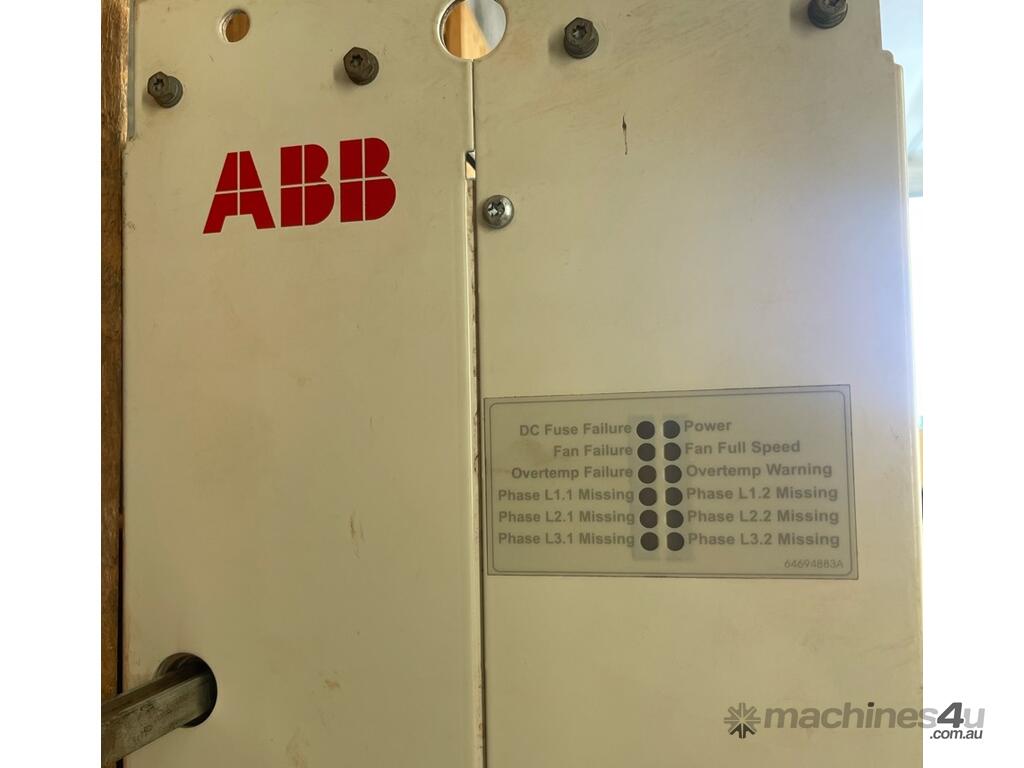 ABB
DC Fuse Failure Power
Fan Failure Fan Full Speed
Overtemp Failure Overtemp Warning
Phase L1.1 Missing Phase L1.2 Missing
Phase L2.1 Missing Phase L2.2 Missing
Phase L3.1 Missing Phase L3.2 Missing
64694883A
machines4u
.com.au